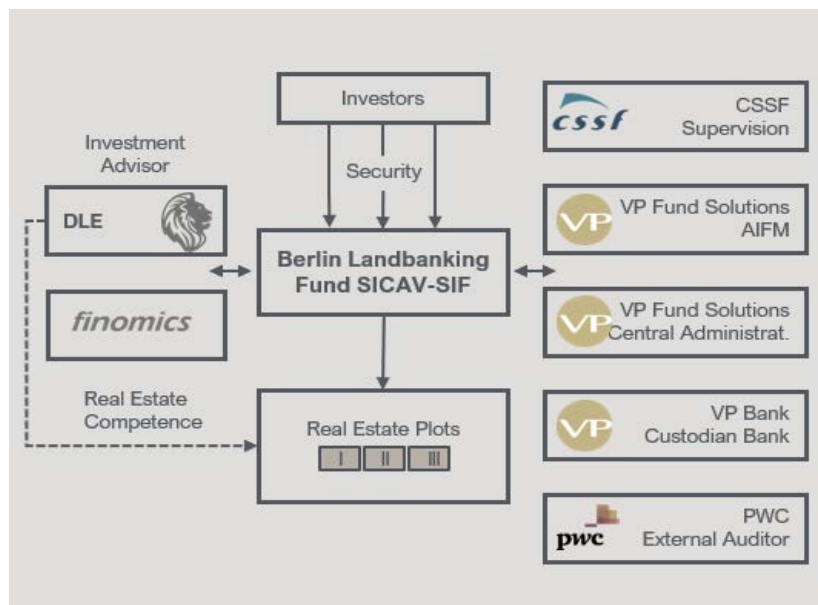 Investors
Security
Investment
Advisor
DLE
finomics
Real Estate
Competence
Berlin Landbanking
Fund SICAV-SIF
Real Estate Plots
I II III
cssf
CSSF
Supervision
VP
VP Fund Solutions
AIFM
VP
VP Fund Solutions
Central Administrat.
VP
VP Bank
Custodian Bank
pwc
PWC
External Auditor